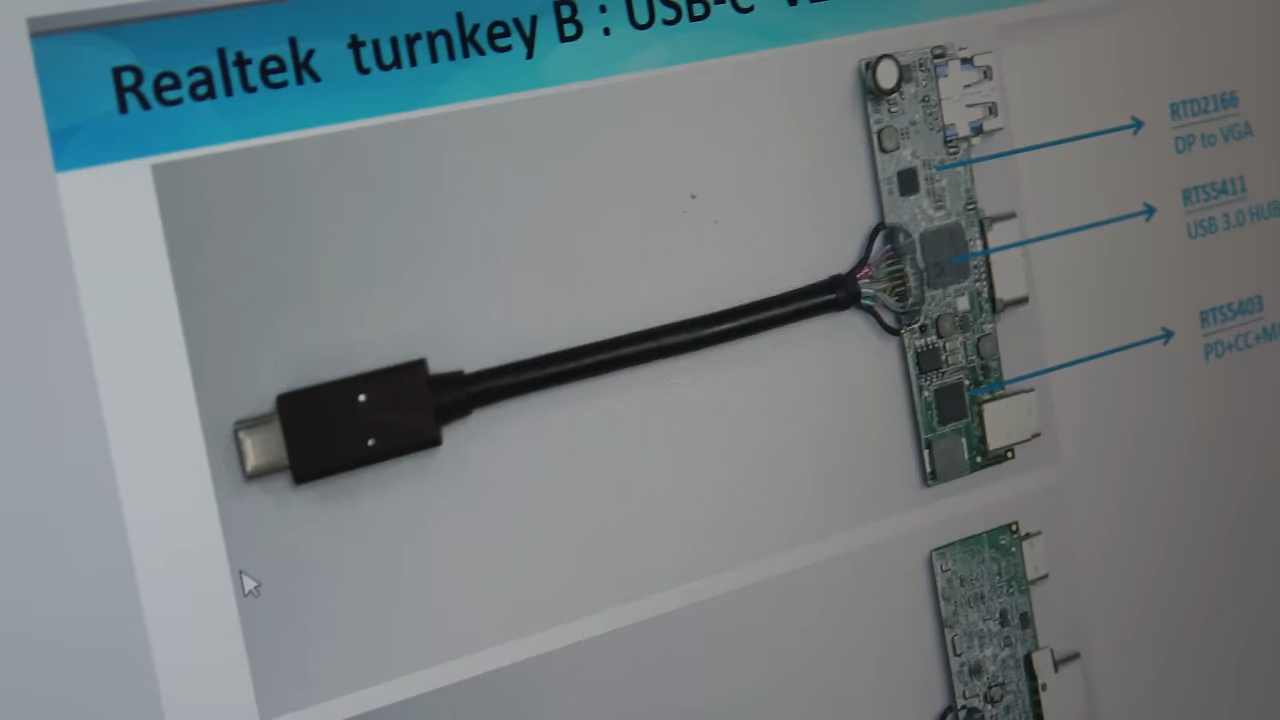 Realtek turnkey B : USB-C
RTD2166
DP to VGA
RTS5411
USB 3.0 HUB
RTS5403
PD+CC+M